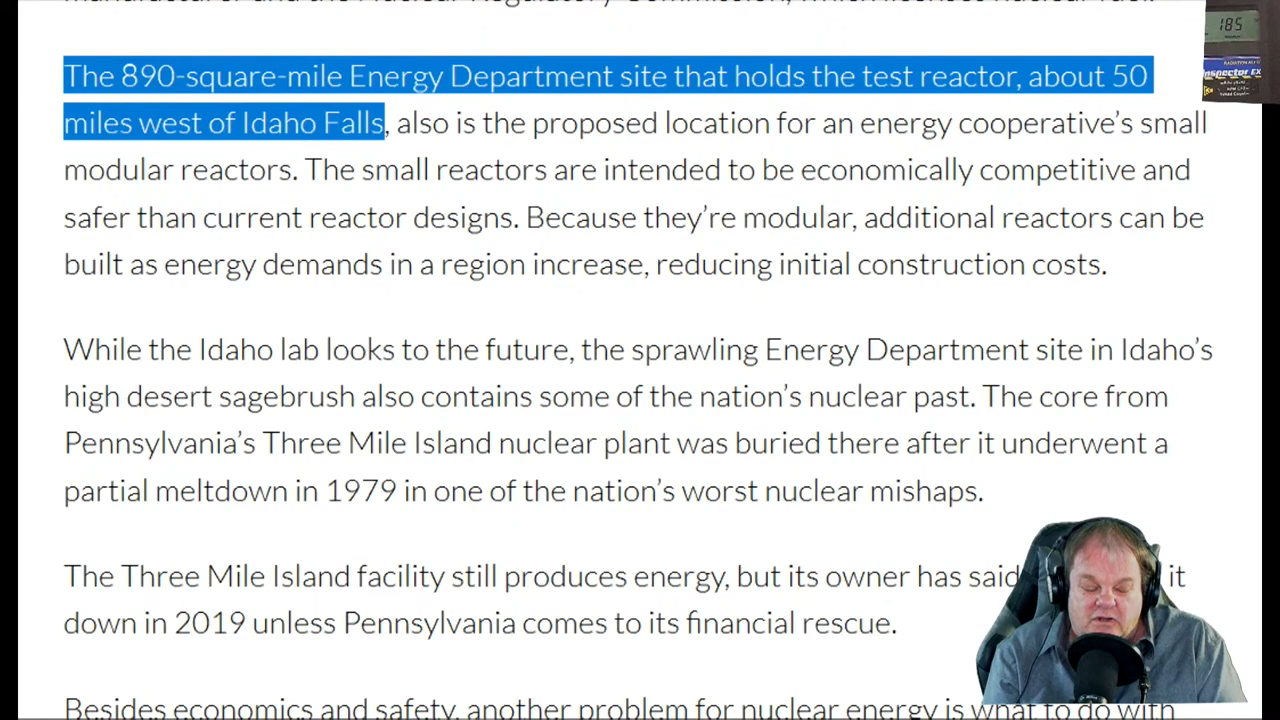 The 890-square-mile Energy Department site that holds the test reactor, about 50
miles west of Idaho Falls, also is the proposed location for an energy cooperative’s small
modular reactors. The small reactors are intended to be economically competitive and
safer than current reactor designs. Because they’re modular, additional reactors can be
built as energy demands in a region increase, reducing initial construction costs.
While the Idaho lab looks to the future, the sprawling Energy Department site in Idaho’s
high desert sagebrush also contains some of the nation’s nuclear past. The core from
Pennsylvania’s Three Mile Island nuclear plant was buried there after it underwent a
partial meltdown in 1979 in one of the nation’s worst nuclear mishaps.
The Three Mile Island facility still produces energy, but its owner has said it
down in 2019 unless Pennsylvania comes to its financial rescue.
Besides economics and safety, another problem for nuclear energy is what to do with
185
Inspector EX